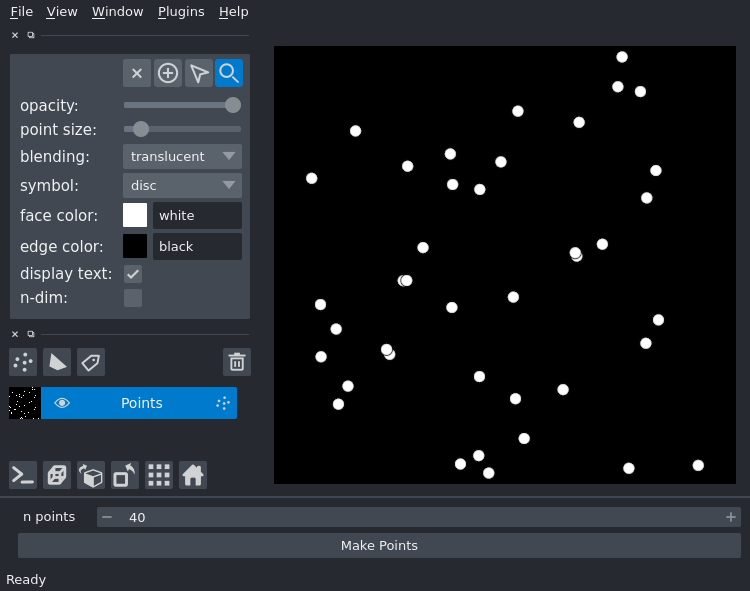 File View Window Plugins Help
opacity:
point size:
blending: translucent
symbol: disc
face color: white
edge color: black
display text:
n-dim:
Points
n points 40
Make Points
Ready